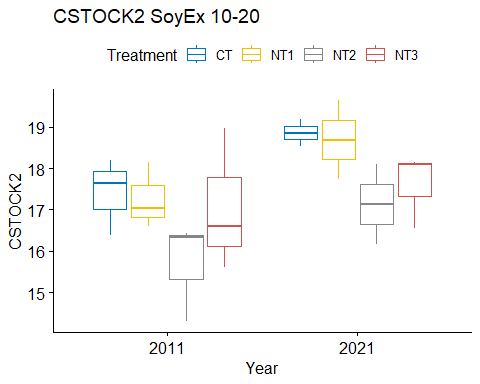 CSTOCK2 SoyEx 10-20
Treatment CT NT1 NT2 NT3
CSTOCK2
19
18
17
16
15
2011 2021
Year